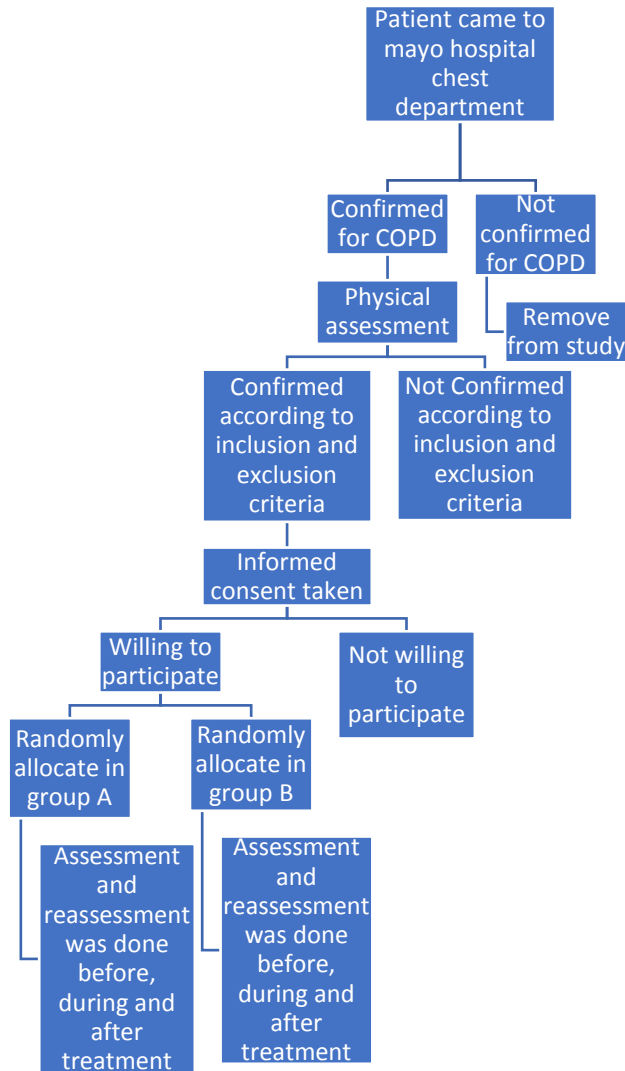 Patient came to
mayo hospital
chest
department
Confirmed
for COPD
Not
confirmed
for COPD
Physical
assessment
Remove
from study
Confirmed
according to
inclusion and
exclusion
criteria
Not Confirmed
according to
inclusion and
exclusion
criteria
Informed
consent taken
Willing to
participate
Not willing
to
participate
Randomly
allocate in
group A
Randomly
allocate in
group B
Assessment
and
reassessment
was done
before,
during and
after
treatment
Assessment
and
reassessment
was done
before,
during and
after
treatment